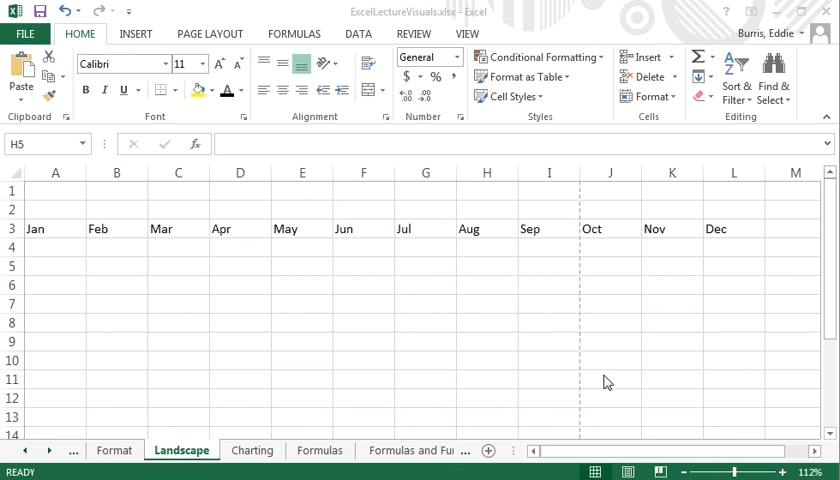 ExcelLectureVisuals.xlsx - Excel
FILE HOME INSERT PAGE LAYOUT FORMULAS DATA REVIEW VIEW Burris, Eddie
Paste
Clipboard
Calibri 11
B I U A
Font
Alignment
General
$ % ,
Number
Conditional Formatting
Format as Table
Cell Styles
Styles
Insert
Delete
Format
Cells
Sort & Filter
Find & Select
Editing
H5 fx
A B C D E F G H I J K L M
1
2
3 Jan Feb Mar Apr May Jun Jul Aug Sep Oct Nov Dec
4
5
6
7
8
9
10
11
12
13
14
... Format Landscape Charting Formulas Formulas and Fur ...
READY 112%